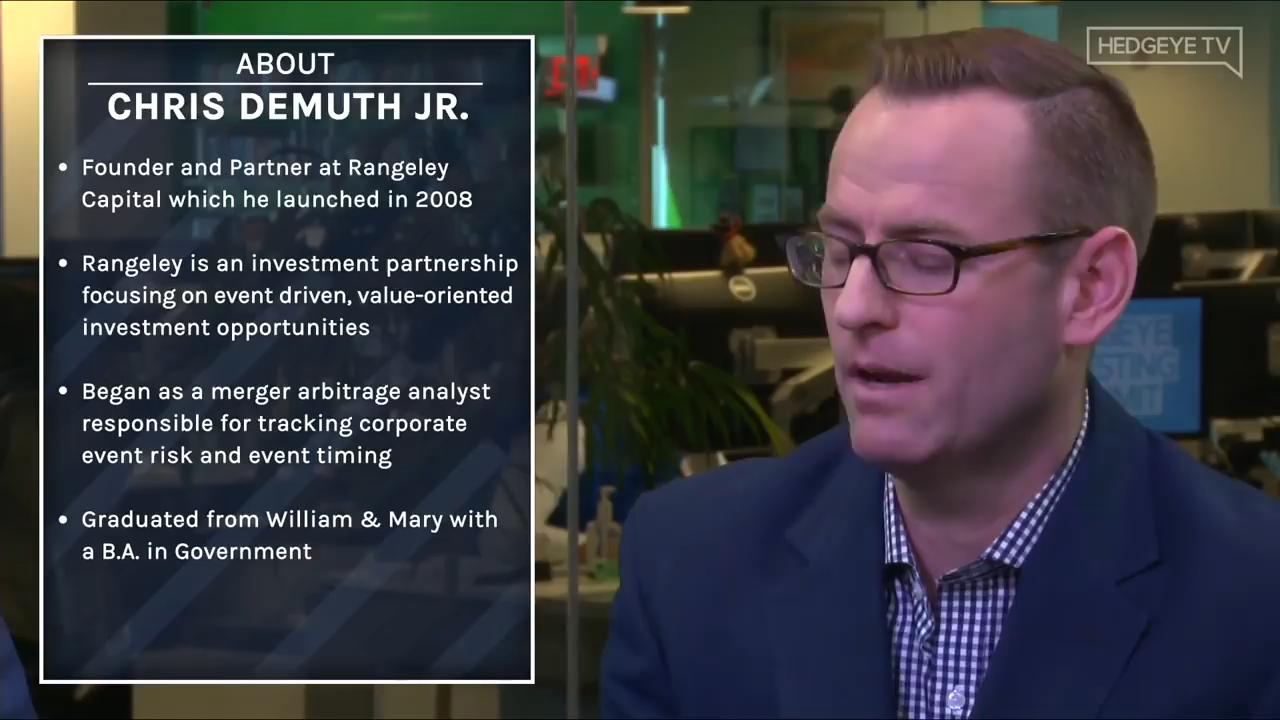 ABOUT
CHRIS DEMUTH JR.
• Founder and Partner at Rangeley
Capital which he launched in 2008
• Rangeley is an investment partnership
focusing on event driven, value-oriented
investment opportunities
• Began as a merger arbitrage analyst
responsible for tracking corporate
event risk and event timing
• Graduated from William & Mary with
a B.A. in Government
HEDGEYE TV